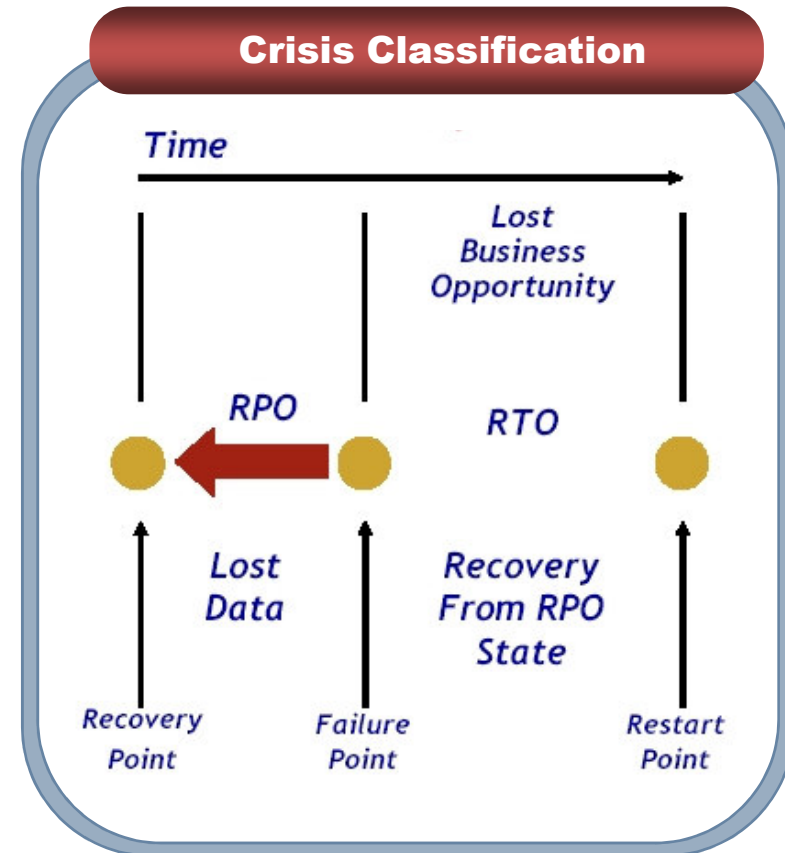 Crisis Classification
Time
Lost
Business
Opportunity
RPO
RTO
Lost
Data
Recovery
From RPO
State
Recovery
Point
Failure
Point
Restart
Point